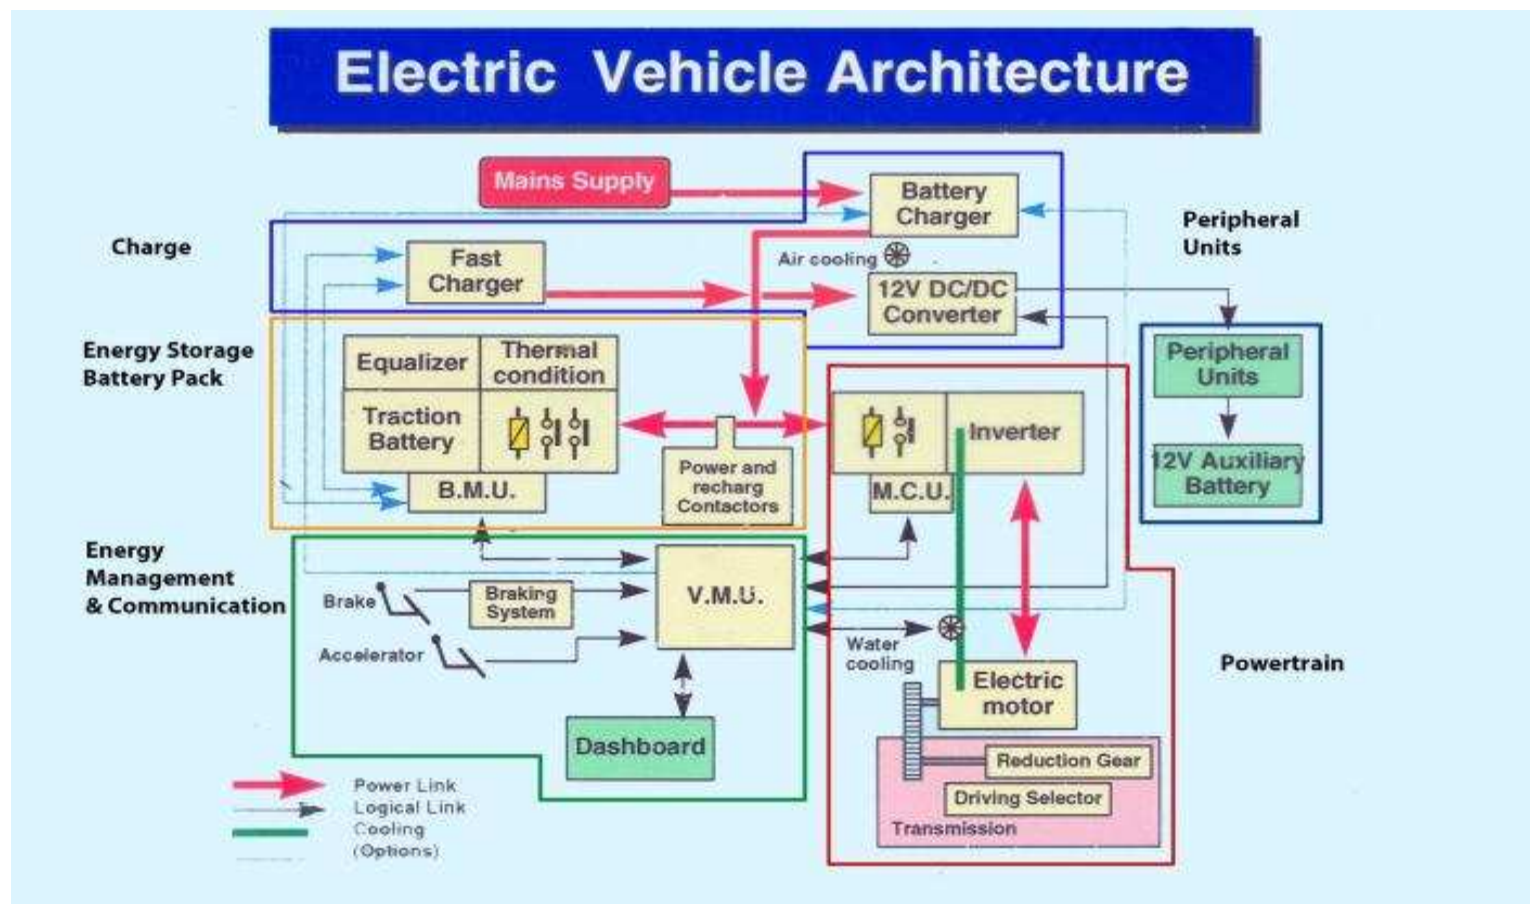 Electric Vehicle Architecture
Mains Supply
Battery
Charger
Peripheral
Units
Charge
Fast
Charger
Air cooling
12V DC/DC
Converter
Energy Storage
Battery Pack
Equalizer
Thermal
condition
Traction
Battery
B.M.U.
Power and
recharg
Contactors
Inverter
M.C.U.
Peripheral
Units
12V Auxiliary
Battery
Energy
Management
& Communication
Brake
Braking
System
V.M.U.
Accelerator
Water
cooling
Dashboard
Electric
motor
Powertrain
Reduction Gear
Driving Selector
Transmission
Power Link
Logical Link
Cooling
(Options)